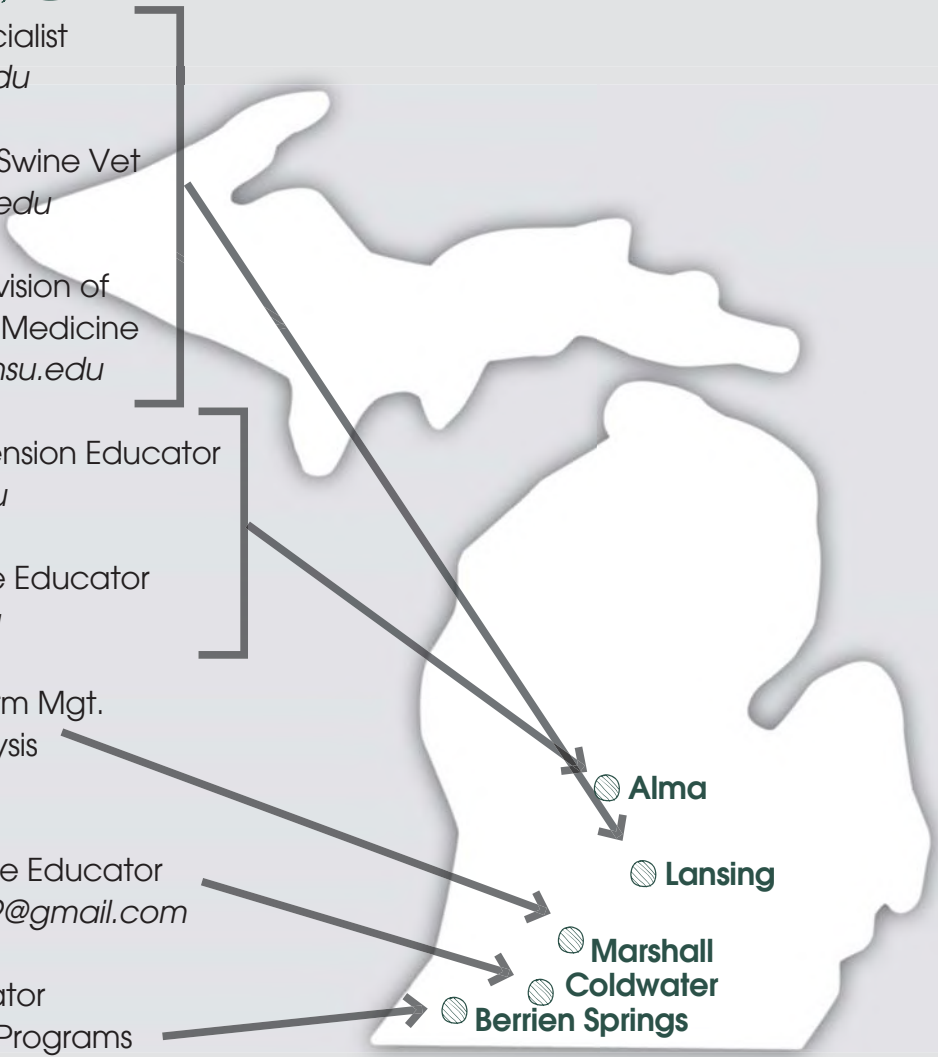 cialist
du
Swine Vet
edu
vision of
Medicine
nsu.edu
ension Educator
u
e Educator
rm Mgt.
ysis
e Educator
@gmail.com
ator
Programs
Alma
Lansing
Marshall
Coldwater
Berrien Springs